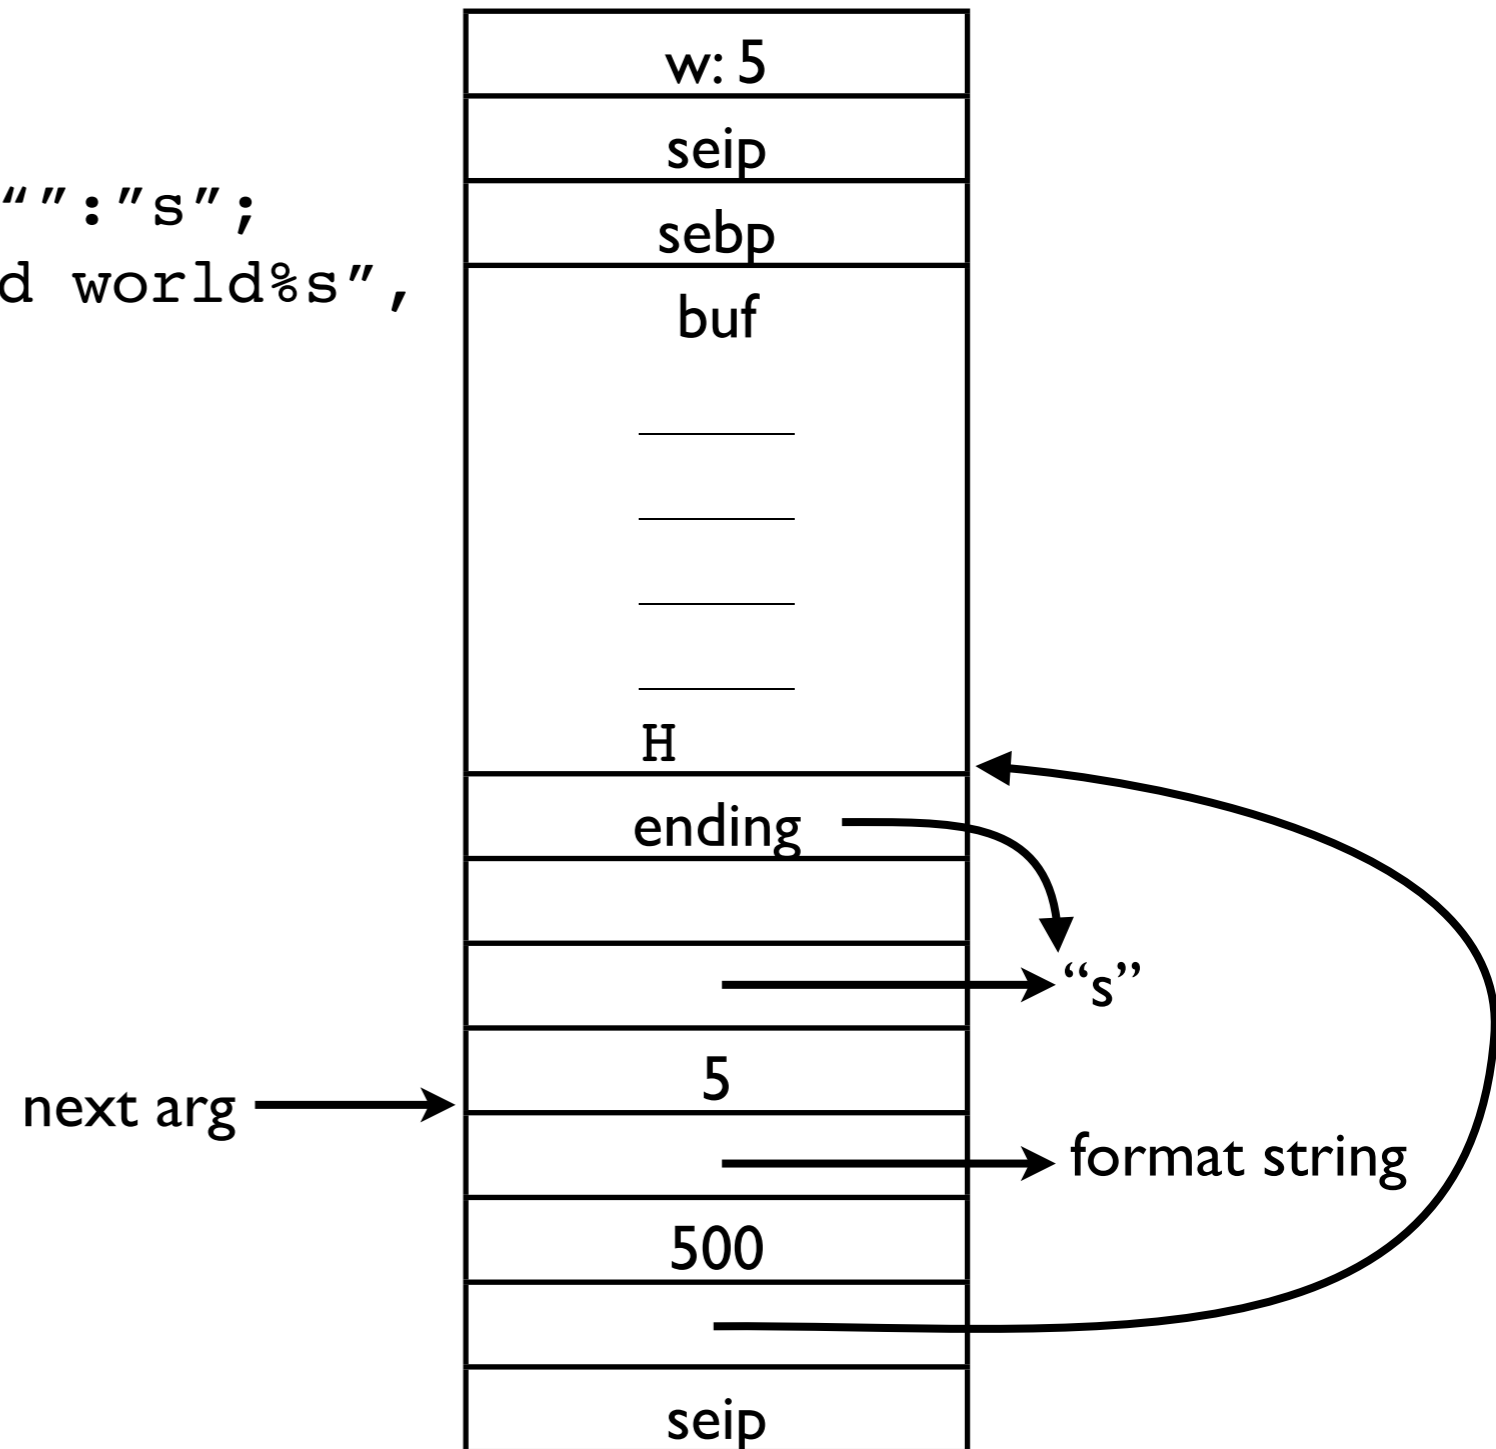 “”:”s”;
d world%s”,
w: 5
seip
sebp
buf
H
ending
“s”
5
next arg
format string
500
seip